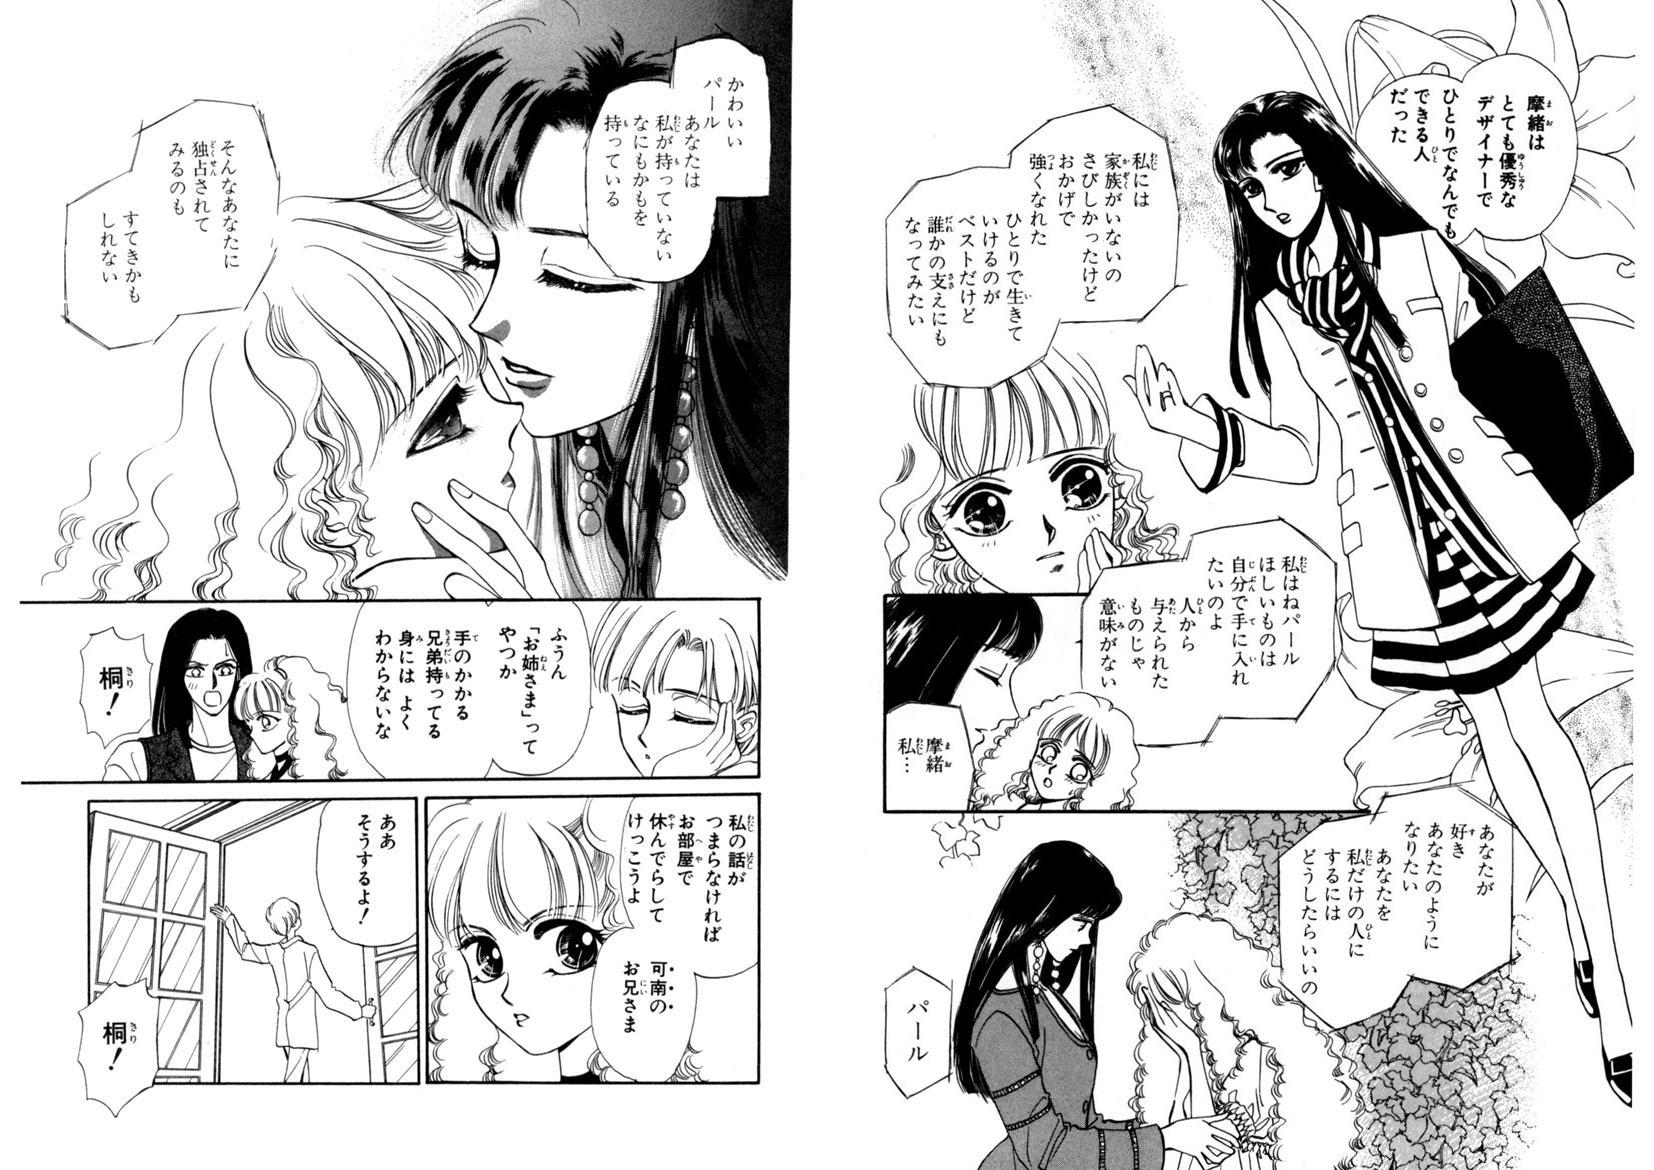 摩緒は
とても優秀な
デザイナーで
ひとりでなんでも
できる人
だった
私には
家族がいないの
さびしかったけど
おかげで
強くなれた
ひとりで生きて
いけるのが
ベストだけど
誰かの支えにも
なってみたい
私はねパール
ほしいものは
自分で手に入れ
たいのよ
人から
与えられた
ものじゃ
意味がない
摩緒
私…
あなたが
好き
あなたのように
なりたい
あなたを
私だけの人に
するには
どうしたらいいの
パール
かわいい
パール
あなたは
私が持っていない
なにもかもを
持っている
そんなあなたに
独占されて
みるのも
すてきかも
しれない
ふうん
「お姉さま」って
やつか
手のかかる
兄弟持ってる
身には よく
わからないな
桐!
私の話が
つまらなければ
お部屋で
休んでらして
けっこうよ
可南の
お兄さま
ああ
そうするよ!
桐!